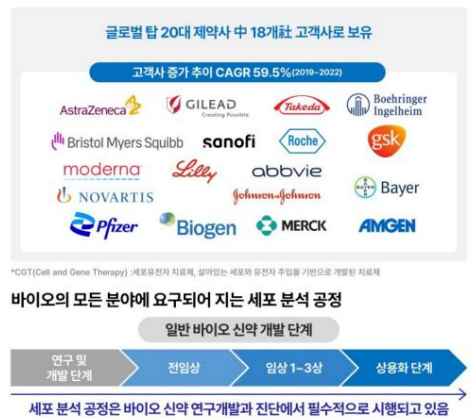 글로벌 탑 20대 제약사 中 18개社 고객사로 보유
고객사 증가 추이 CAGR 59.5%(2019~2022)
AstraZeneca
GILEAD
Creating Possible
Takeda
Boehringer
Ingelheim
Bristol Myers Squibb
sanofi
Roche
gsk
moderna
Lilly
abbvie
BAYER
Bayer
NOVARTIS
Johnson&Johnson
Pfizer
Biogen
MERCK
AMGEN
*CGT(Cell and Gene Therapy) :세포유전자 치료제, 살아있는 세포와 유전자 주입을 기반으로 개발된 치료제
바이오의 모든 분야에 요구되어 지는 세포 분석 공정
일반 바이오 신약 개발 단계
연구 및
개발 단계
전임상
임상 1~3상
상용화 단계
세포 분석 공정은 바이오 신약 연구개발과 진단에서 필수적으로 시행되고 있음